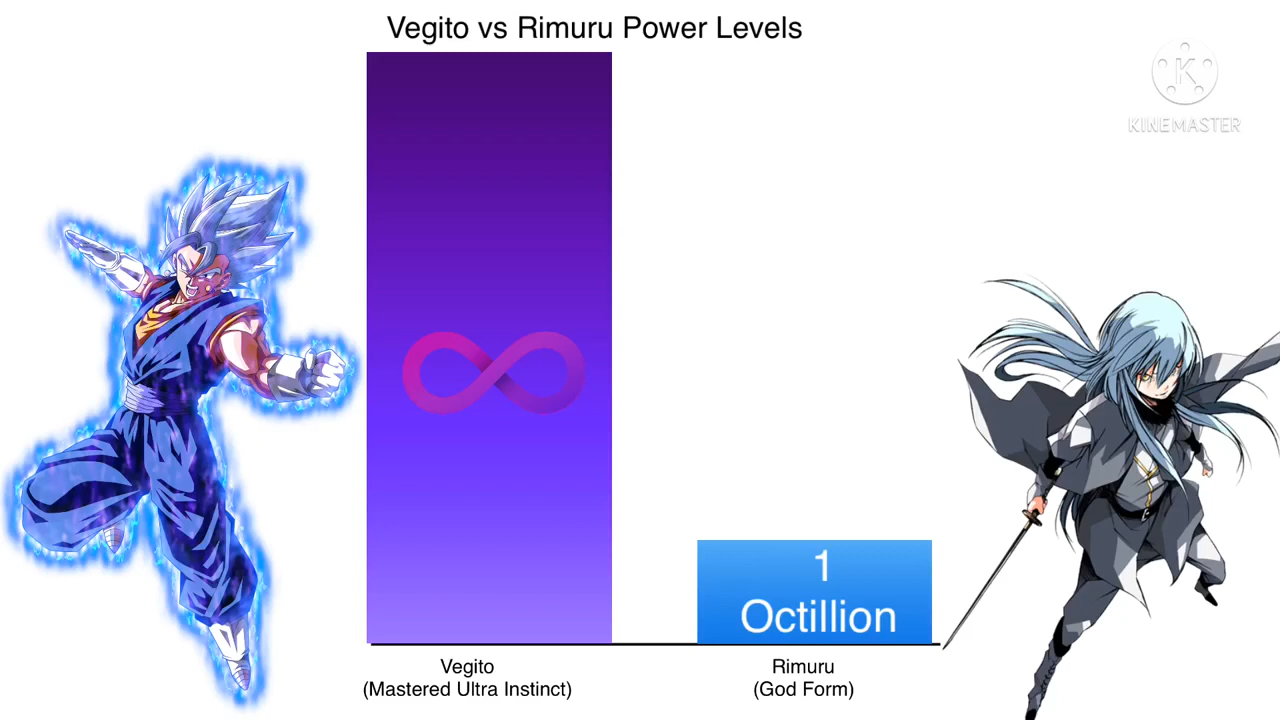 Vegito vs Rimuru Power Levels
K
KINEMASTER
∞
1
Octillion
Vegito
(Mastered Ultra Instinct)
Rimuru
(God Form)